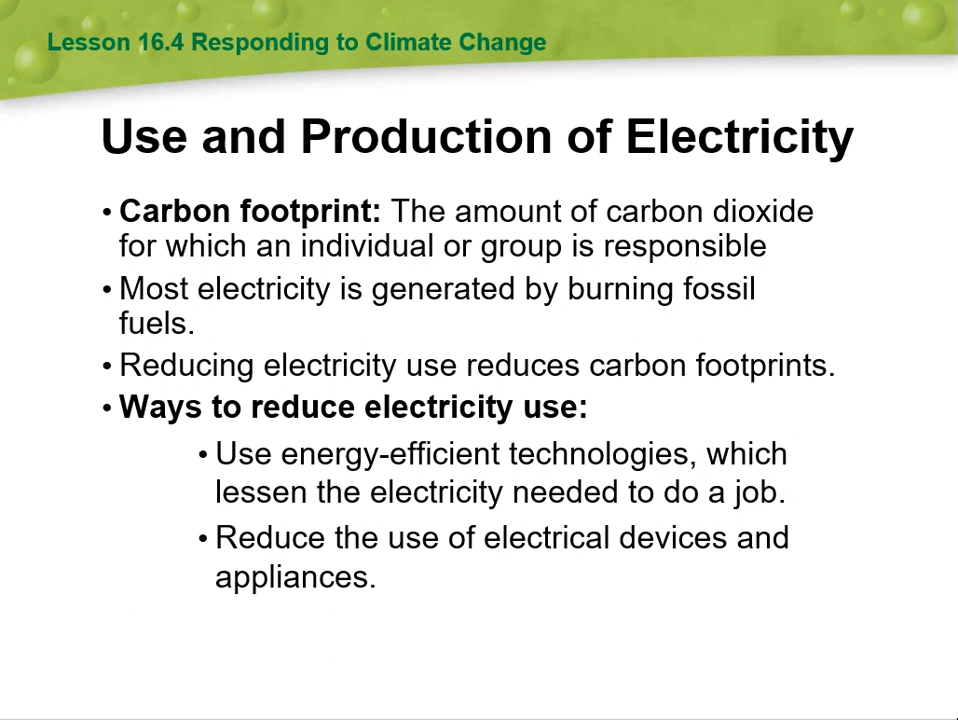 Lesson 16.4 Responding to Climate Change
Use and Production of Electricity
• Carbon footprint: The amount of carbon dioxide
for which an individual or group is responsible
• Most electricity is generated by burning fossil
fuels.
• Reducing electricity use reduces carbon footprints.
• Ways to reduce electricity use:
• Use energy-efficient technologies, which
lessen the electricity needed to do a job.
• Reduce the use of electrical devices and
appliances.